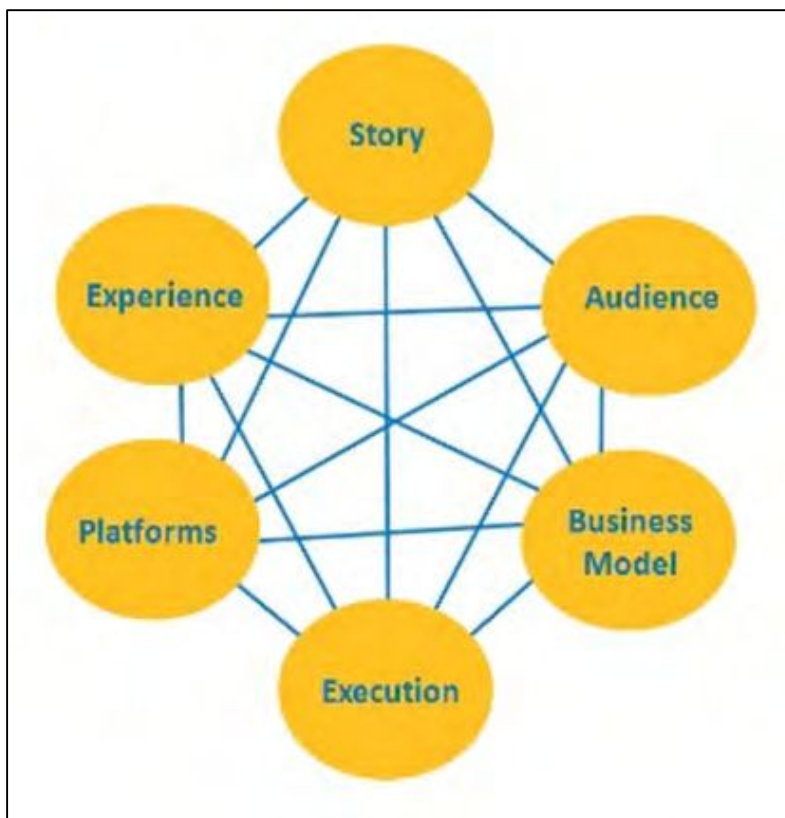 Story
Experience
Audience
Platforms
Business
Model
Execution